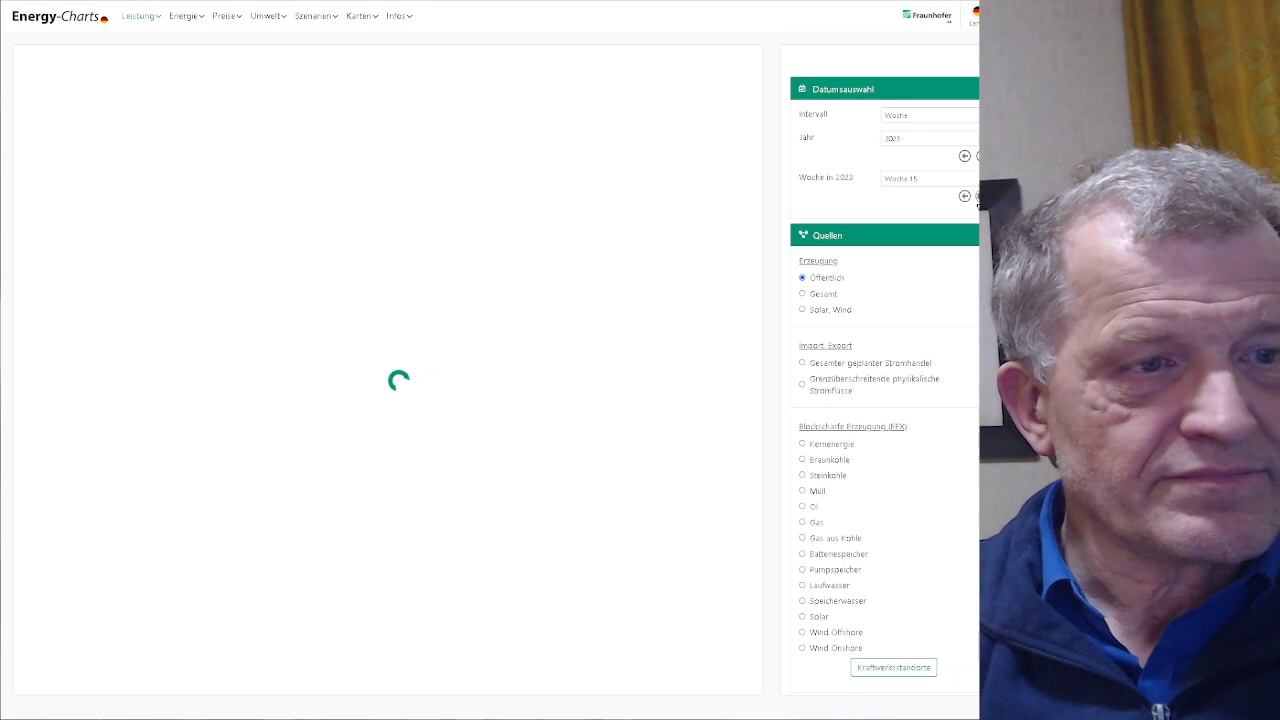 Energy-Charts
Leistung Energie Preise Umwelt Szenarien Karten Infos
Fraunhofer
Datumsauswahl
Intervall Woche
Jahr 2023
Woche in 2023 Woche 15
Quellen
Erzeugung
Öffentlich
Gesamt
Solar, Wind
Import, Export
Gesamter geplanter Stromhandel
Grenzüberschreitende physikalische
Stromflüsse
Blockscharfe Erzeugung (EEX)
Kernenergie
Braunkohle
Steinkohle
Müll
Öl
Gas
Gas aus Kohle
Batteriespeicher
Pumpspeicher
Laufwasser
Speicherwasser
Solar
Wind Offshore
Wind Onshore
Kraftwerksstandorte